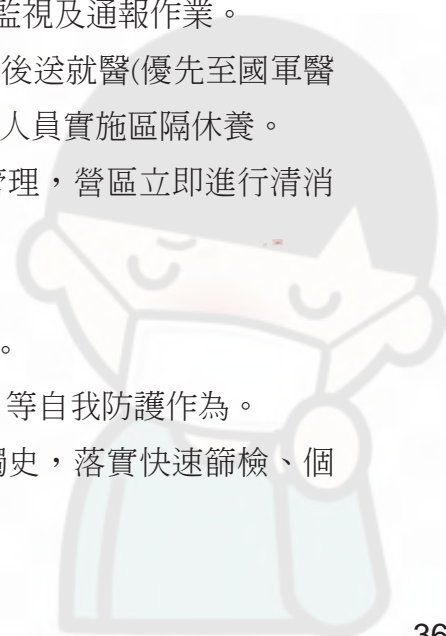 監視及通報作業。
後送就醫(優先至國軍醫
人員實施區隔休養。
管理，營區立即進行清消
。
等自我防護作為。
觸史，落實快速篩檢、個
36